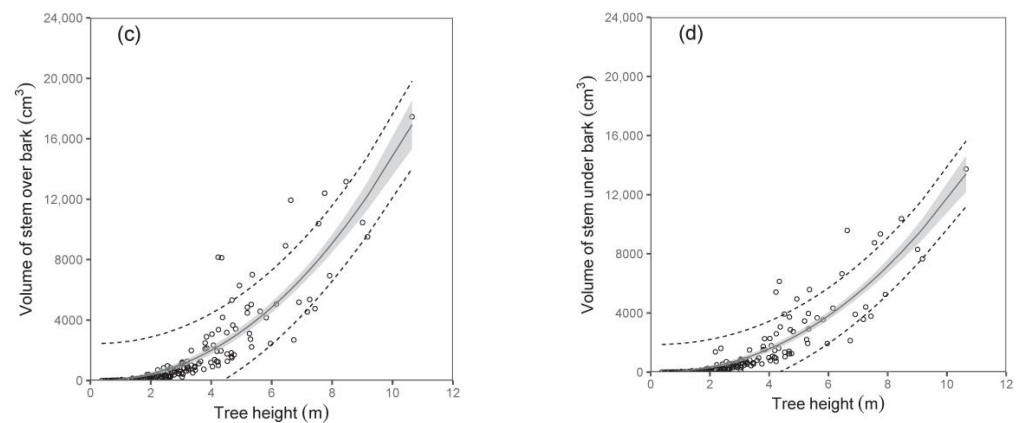 (c)
Volume of stem over bark (cm³)
24,000
20,000
16,000
12,000
8000
4000
0
0 2 4 6 8 10 12
Tree height (m)
(d)
Volume of stem under bark (cm³)
24,000
20,000
16,000
12,000
8000
4000
0
0 2 4 6 8 10 12
Tree height (m)